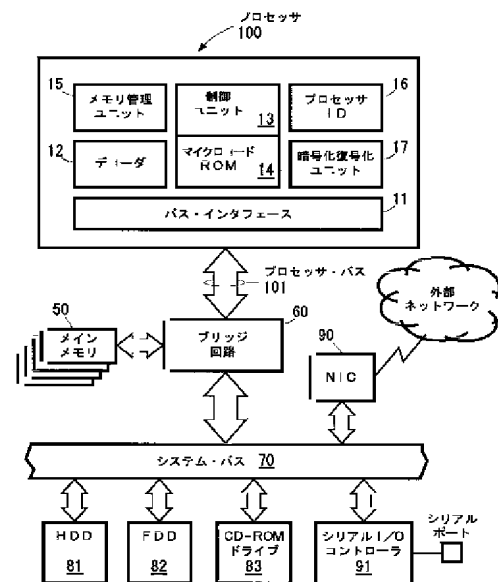 プロセッサ
100
15
メモリ管理
ユニット
制御
ユニット
13
プロセッサ
ID
16
12
デコーダ
マイクロコード
ROM
14
暗号化復号化
ユニット
17
バス・インタフェース
11
プロセッサ・バス
101
50
メイン
メモリ
ブリッジ
回路
60
外部
ネットワーク
90
NIC
システム・バス 70
HDD
81
FDD
82
CD-ROM
ドライブ
83
シリアルI/O
コントローラ
91
シリアル
ポート